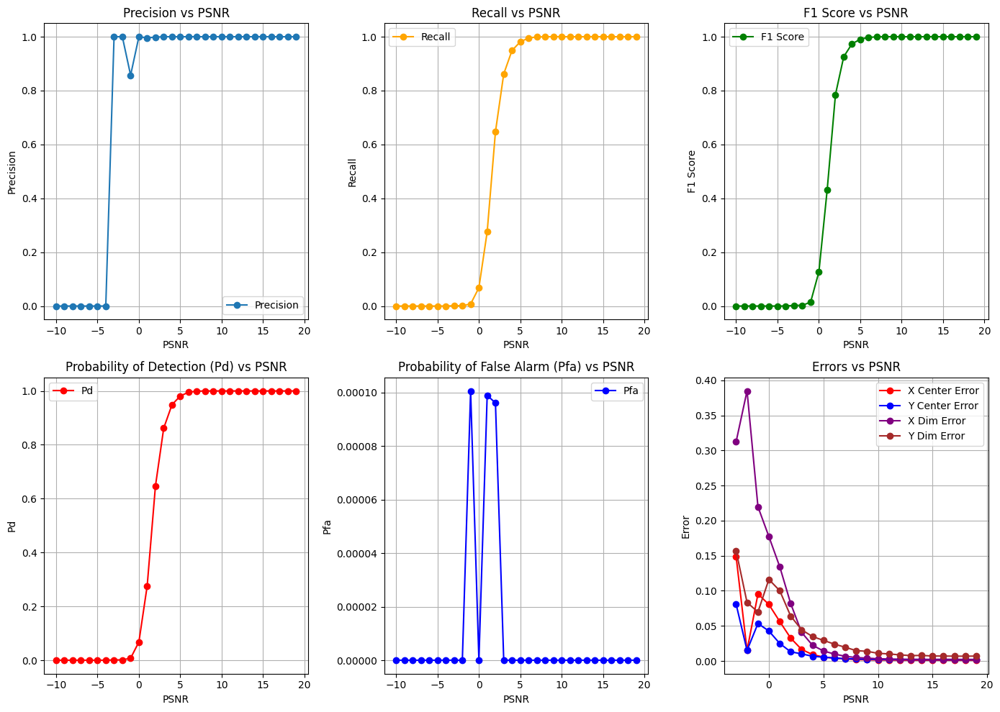 Precision vs PSNR
1.0
0.8
0.6
0.4
0.2
0.0
Precision
Precision
−10 −5 0 5 10 15 20
PSNR
Recall vs PSNR
Recall
1.0
0.8
0.6
0.4
0.2
0.0
Recall
−10 −5 0 5 10 15 20
PSNR
F1 Score vs PSNR
F1 Score
1.0
0.8
0.6
0.4
0.2
0.0
F1 Score
−10 −5 0 5 10 15 20
PSNR
Probability of Detection (Pd) vs PSNR
Pd
1.0
0.8
0.6
0.4
0.2
0.0
Pd
−10 −5 0 5 10 15 20
PSNR
Probability of False Alarm (Pfa) vs PSNR
Pfa
0.00010
0.00008
0.00006
0.00004
0.00002
0.00000
Pfa
−10 −5 0 5 10 15 20
PSNR
Errors vs PSNR
X Center Error
Y Center Error
X Dim Error
Y Dim Error
0.40
0.35
0.30
0.25
0.20
0.15
0.10
0.05
0.00
Error
0 5 10 15 20
PSNR